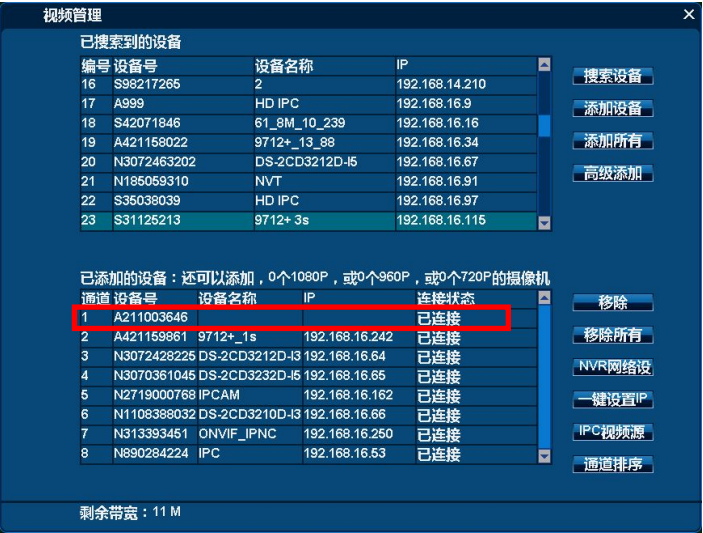 视频管理
已搜索到的设备
编号 设备号 设备名称 IP
16 S98217265 2 192.168.14.210
17 A999 HD IPC 192.168.16.9
18 S42071846 61_8M_10_239 192.168.16.16
19 A421158022 9712+_13_88 192.168.16.34
20 N3072463202 DS-2CD3212D-I5 192.168.16.67
21 N185059310 NVT 192.168.16.91
22 S35038039 HD IPC 192.168.16.97
23 S31125213 9712+ 3s 192.168.16.115
搜索设备
添加设备
添加所有
高级添加
已添加的设备：还可以添加，0个1080P，或0个960P，或0个720P的摄像机
通道 设备号 设备名称 IP 连接状态
1 A211003646 已连接
2 A421159861 9712+_1s 192.168.16.242 已连接
3 N3072428225 DS-2CD3212D-I3 192.168.16.64 已连接
4 N3070361045 DS-2CD3232D-I5 192.168.16.65 已连接
5 N2719000768 IPCAM 192.168.16.162 已连接
6 N1108388032 DS-2CD3210D-I3 192.168.16.66 已连接
7 N313393451 ONVIF_IPNC 192.168.16.250 已连接
8 N890284224 IPC 192.168.16.53 已连接
移除
移除所有
NVR网络设
一键设置IP
IPC视频源
通道排序
剩余带宽：11 M